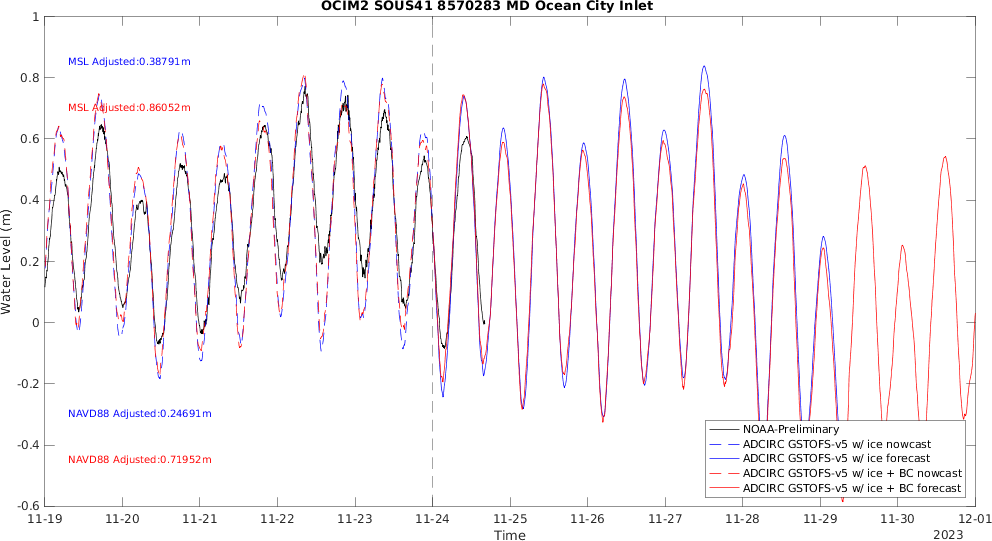 OCIM2 SOUS41 8570283 MD Ocean City Inlet
1
0.8
0.6
0.4
0.2
0
-0.2
-0.4
-0.6
Water Level (m)
MSL Adjusted:0.38791m
MSL Adjusted:0.86052m
NAVD88 Adjusted:0.24691m
NAVD88 Adjusted:0.71952m
NOAA-Preliminary
ADCIRC GSTOFS-v5 w/ ice nowcast
ADCIRC GSTOFS-v5 w/ ice forecast
ADCIRC GSTOFS-v5 w/ ice + BC nowcast
ADCIRC GSTOFS-v5 w/ ice + BC forecast
11-19 11-20 11-21 11-22 11-23 11-24 11-25 11-26 11-27 11-28 11-29 11-30 12-01
Time
2023